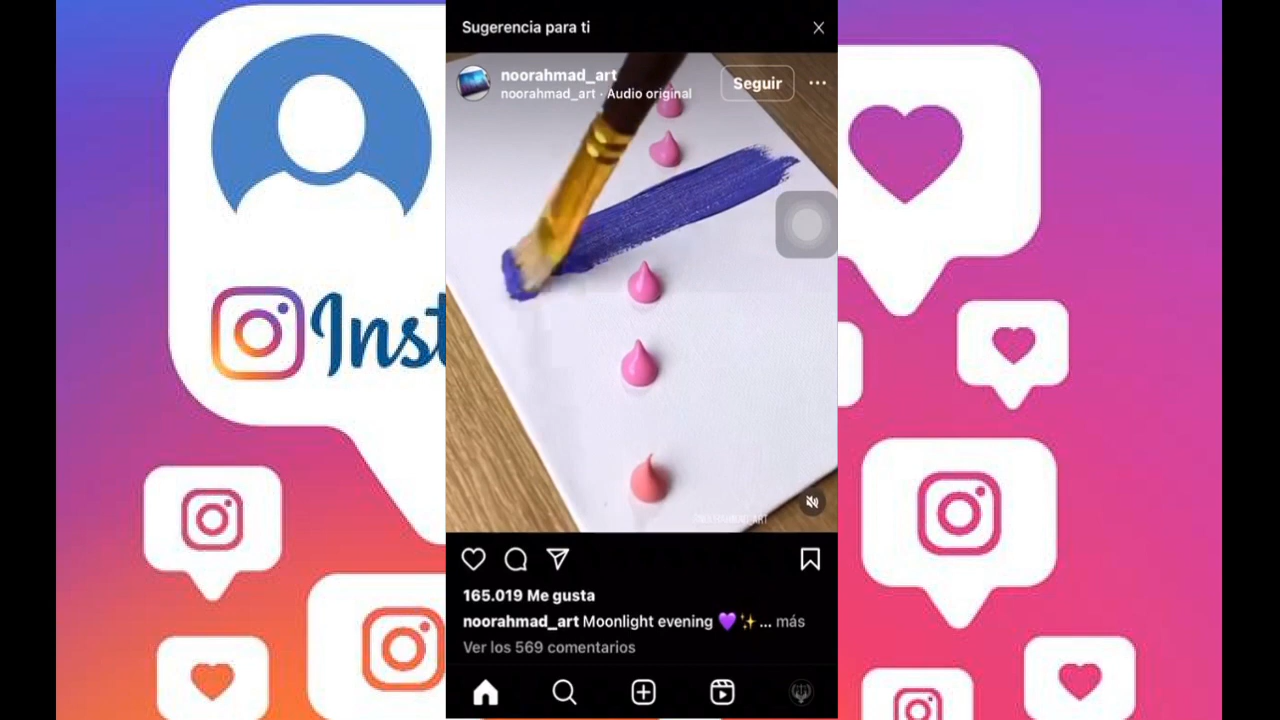 Sugerencia para ti
noorahmad_art
noorahmad_art · Audio original
Seguir
Inst
165.019 Me gusta
noorahmad_art Moonlight evening 💜✨... más
Ver los 569 comentarios